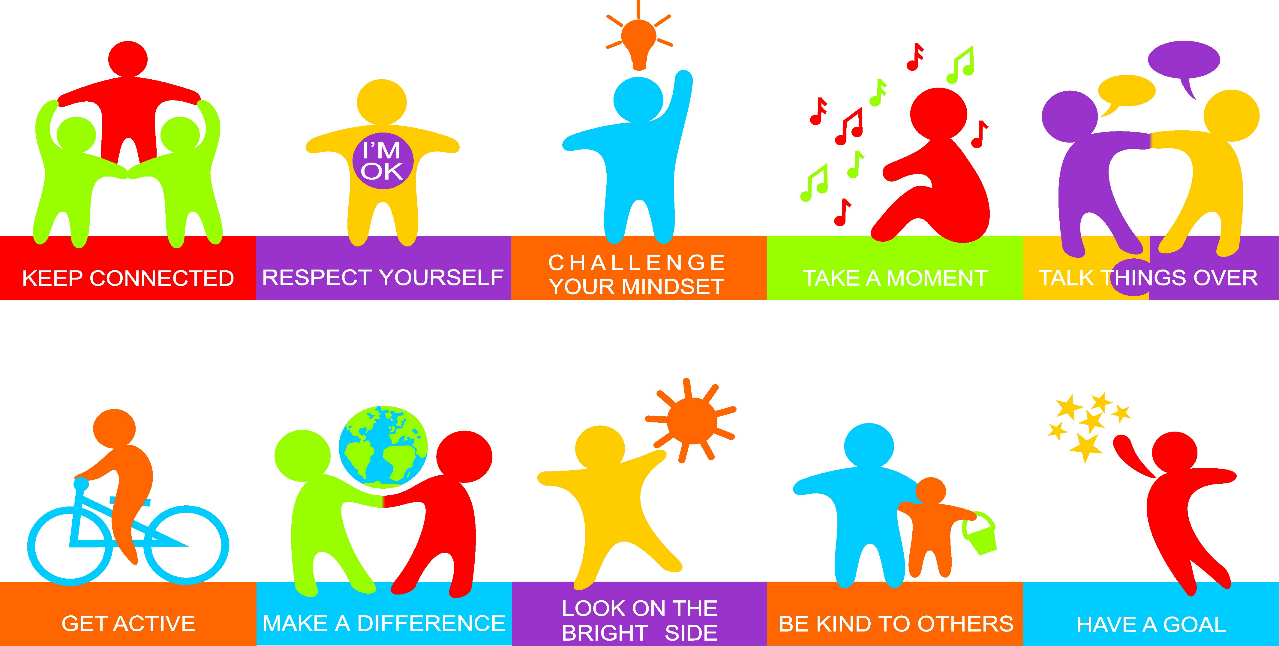 I'M
OK
KEEP CONNECTED
RESPECT YOURSELF
CHALLENGE
YOUR MINDSET
TAKE A MOMENT
TALK THINGS OVER
GET ACTIVE
MAKE A DIFFERENCE
LOOK ON THE
BRIGHT SIDE
BE KIND TO OTHERS
HAVE A GOAL